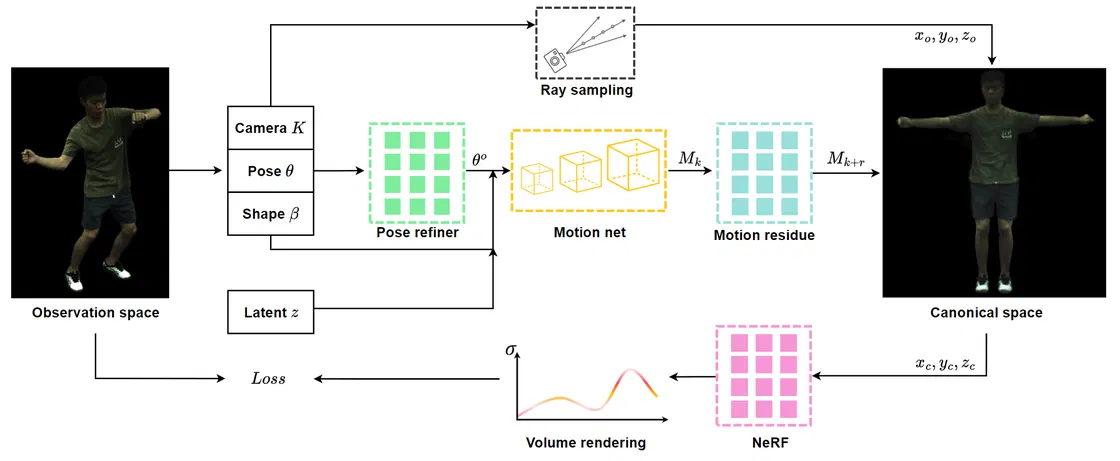 Ray sampling
x_o, y_o, z_o
Camera K
Pose θ
Shape β
Pose refiner
θ^o
Motion net
M_k
Motion residue
M_{k+r}
Observation space
Latent z
Canonical space
Loss
σ
Volume rendering
NeRF
x_c, y_c, z_c